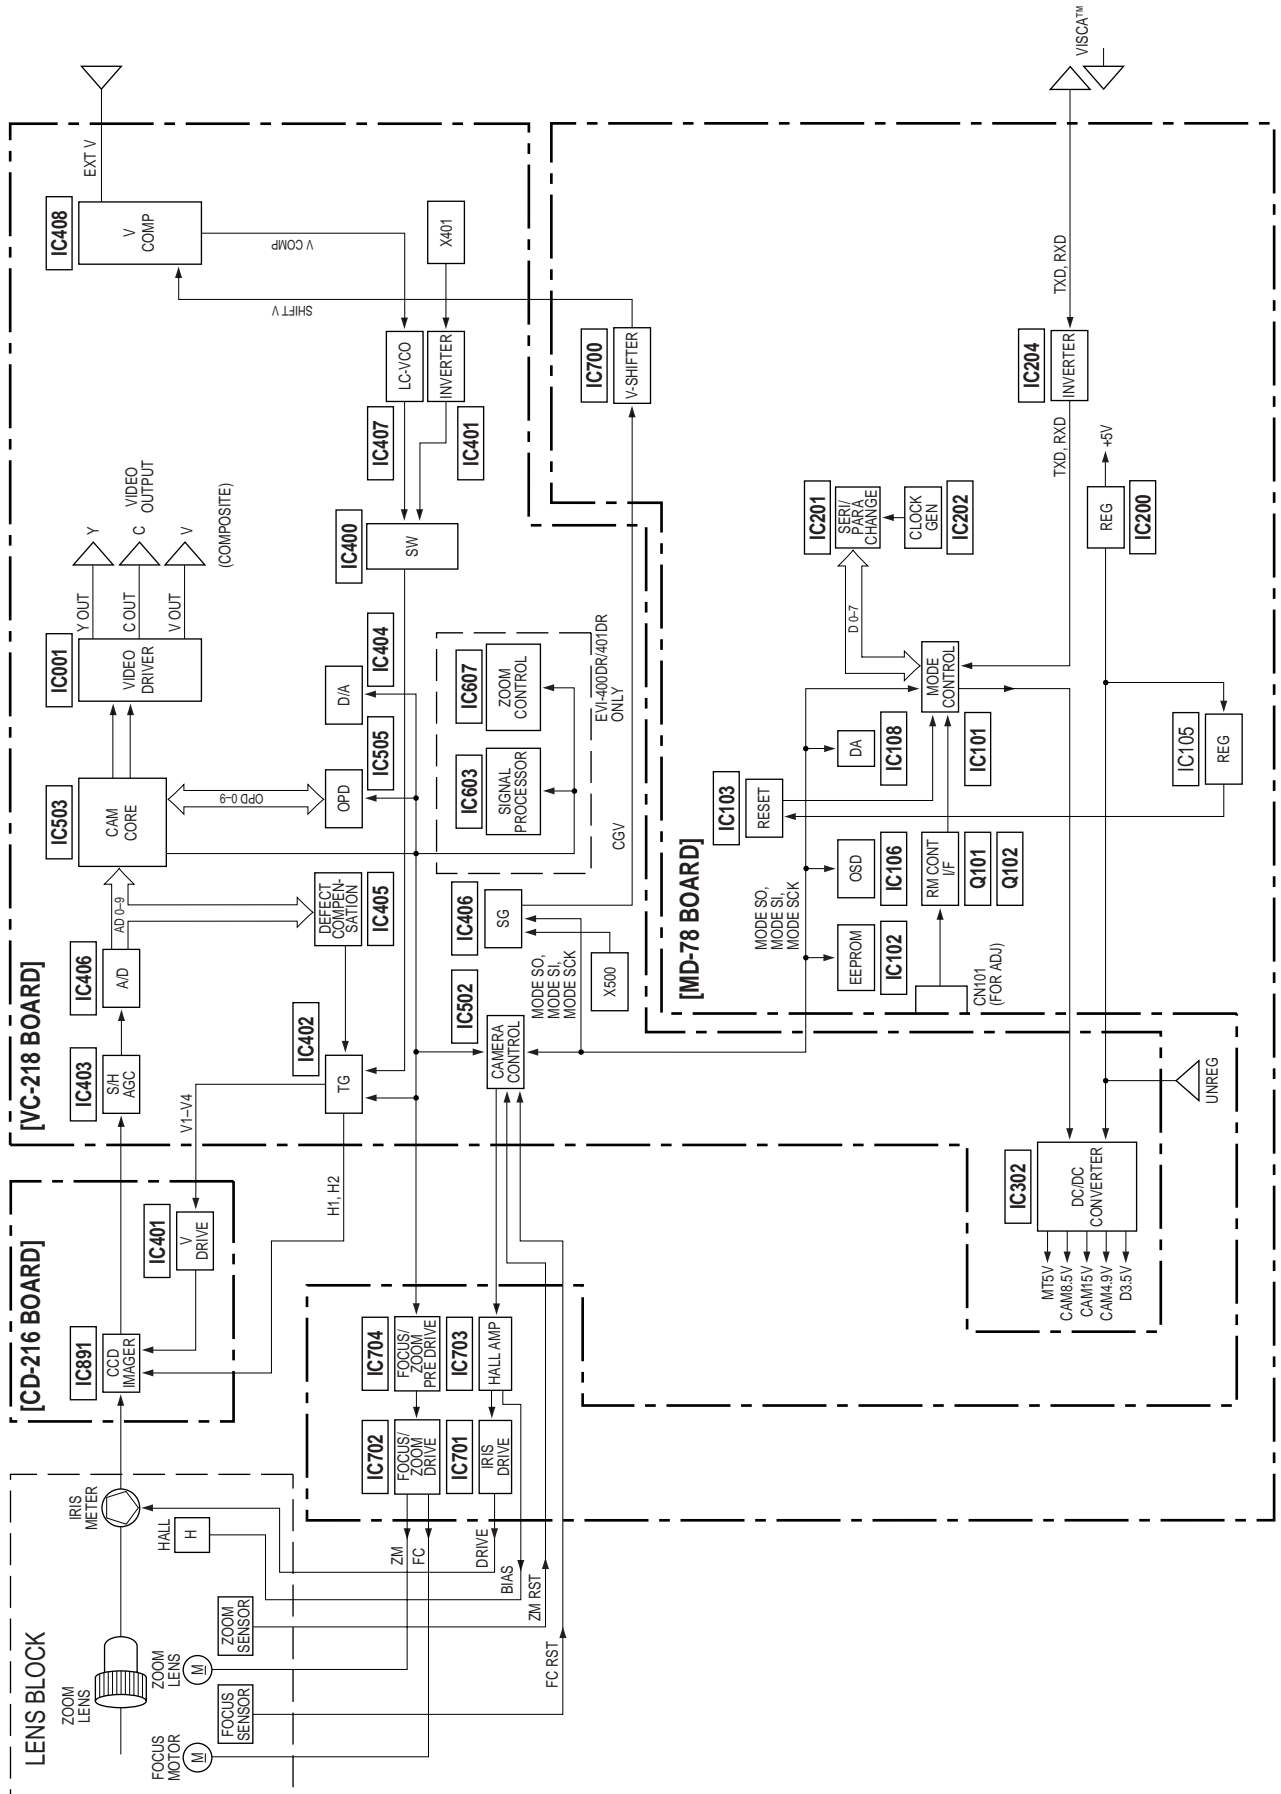 LENS BLOCK
ZOOM
LENS
FOCUS
MOTOR
M
FOCUS
SENSOR
ZOOM
LENS
M
ZOOM
SENSOR
HALL
H
IRIS
METER
ZM
FC
DRIVE
BIAS
ZM RST
FC RST
[CD-216 BOARD]
IC891
CCD
IMAGER
IC401
V
DRIVE
V1–V4
H1, H2
IC702
FOCUS/
ZOOM
DRIVE
IC704
FOCUS/
ZOOM
PRE DRIVE
IC701
IRIS
DRIVE
IC703
HALL AMP
[VC-218 BOARD]
IC403
S/H
AGC
IC406
A/D
AD 0–9
IC503
CAM
CORE
IC001
VIDEO
DRIVER
Y OUT
C OUT
V OUT
Y
C
V
VIDEO
OUTPUT
(COMPOSITE)
IC408
V
COMP
EXT V
V COMP
SHIFT V
IC402
TG
DEFECT
COMPEN-
SATION
IC405
OPD 0–9
OPD
IC505
D/A
IC404
IC400
SW
IC407
LC-VCO
IC401
INVERTER
X401
IC502
CAMERA
CONTROL
MODE SO,
MODE SI,
MODE SCK
IC406
SG
X500
IC603
SIGNAL
PROCESSOR
IC607
ZOOM
CONTROL
EVI-400DR/401DR
ONLY
CGV
IC700
V-SHIFTER
[MD-78 BOARD]
MODE SO,
MODE SI,
MODE SCK
EEPROM
IC102
OSD
IC106
IC103
RESET
DA
IC108
CN101
(FOR ADJ)
RM CONT
I/F
Q101
Q102
MODE
CONTROL
IC101
D 0–7
IC201
SERI/
PARA
CHANGE
CLOCK
GEN
IC202
TXD, RXD
IC204
INVERTER
TXD, RXD
VISCA™
REG
IC200
+5V
IC105
REG
UNREG
IC302
DC/DC
CONVERTER
MT5V
CAM8.5V
CAM15V
CAM4.9V
D3.5V